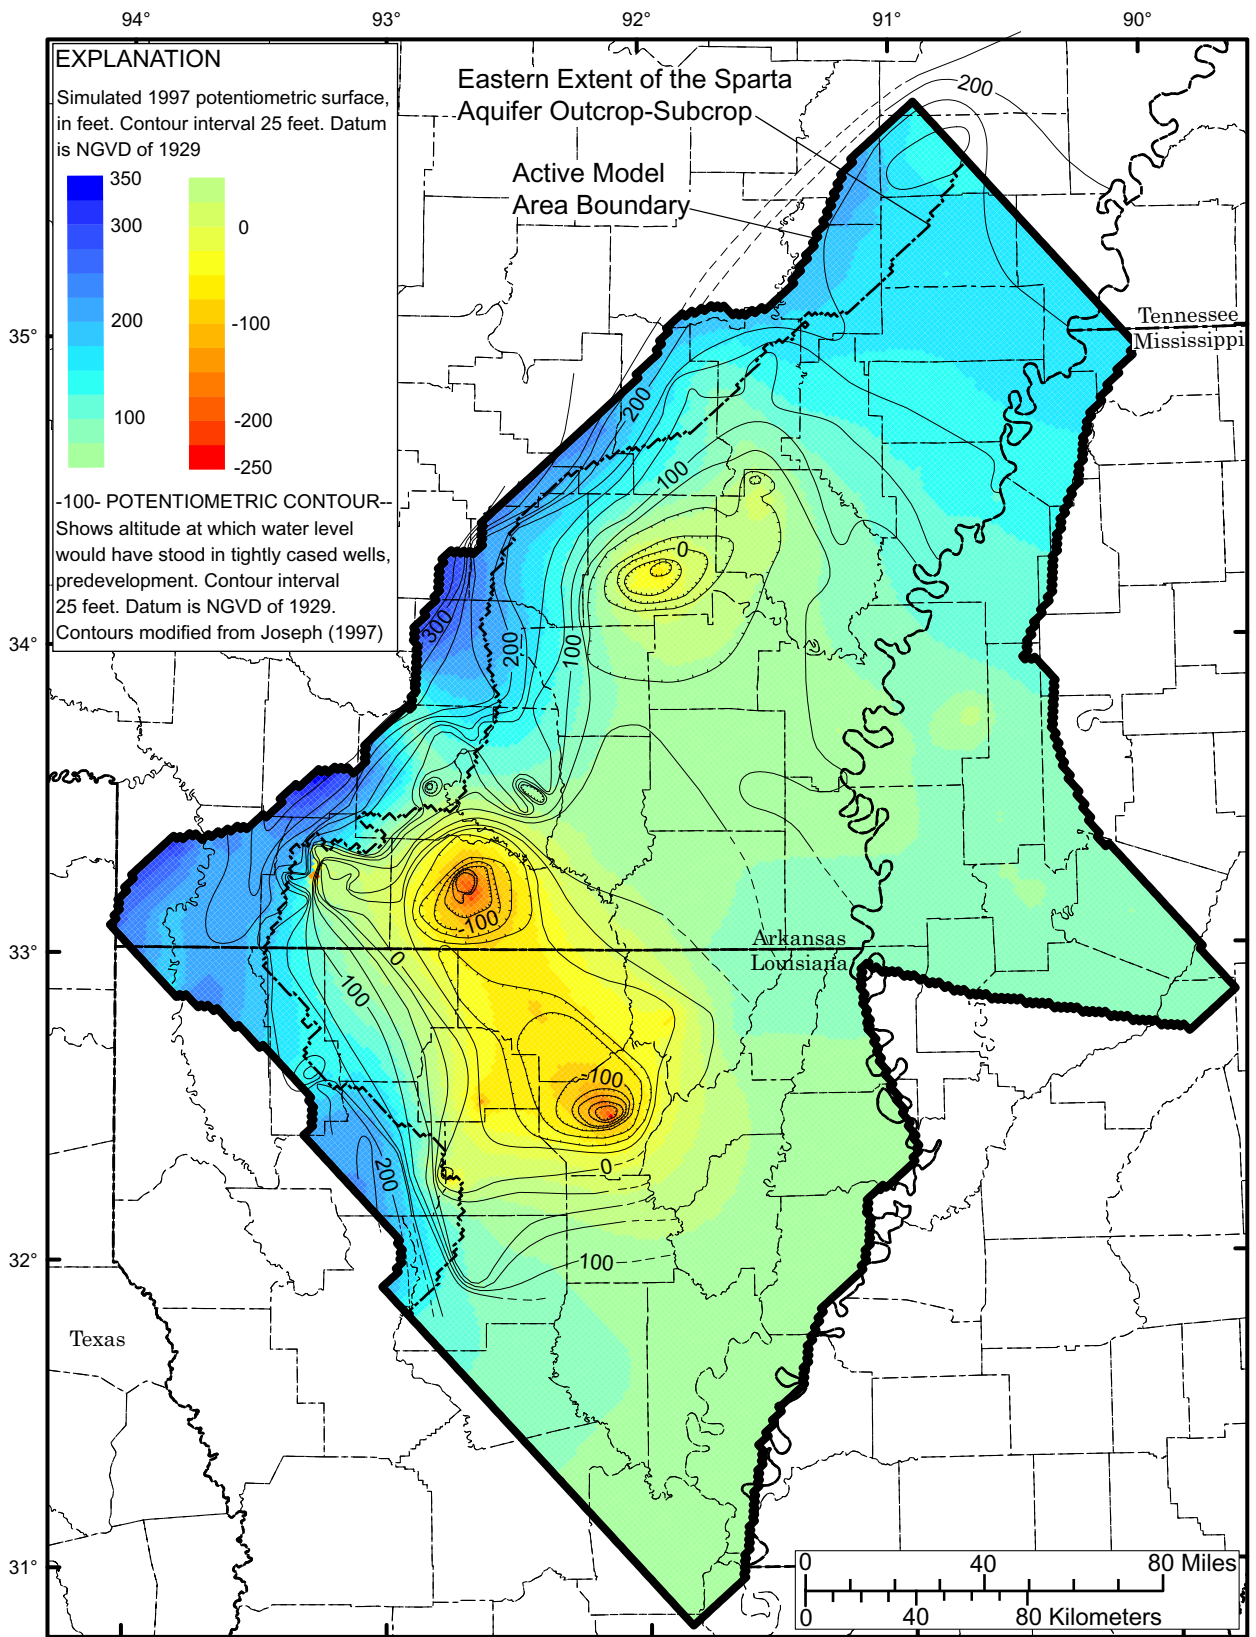 94° 93° 92° 91° 90°
EXPLANATION
Simulated 1997 potentiometric surface,
in feet. Contour interval 25 feet. Datum
is NGVD of 1929
350
300
200
100
0
-100
-200
-250
-100- POTENTIOMETRIC CONTOUR--
Shows altitude at which water level
would have stood in tightly cased wells,
predevelopment. Contour interval
25 feet. Datum is NGVD of 1929.
Contours modified from Joseph (1997)
Eastern Extent of the Sparta
Aquifer Outcrop-Subcrop
Active Model
Area Boundary
200
Tennessee
Mississippi
35°
200
100
0
34°
300
200
100
-100
33°
Arkansas
Louisiana
0
100
-100
0
200
32°
100
Texas
31°
0 40 80 Miles
0 40 80 Kilometers